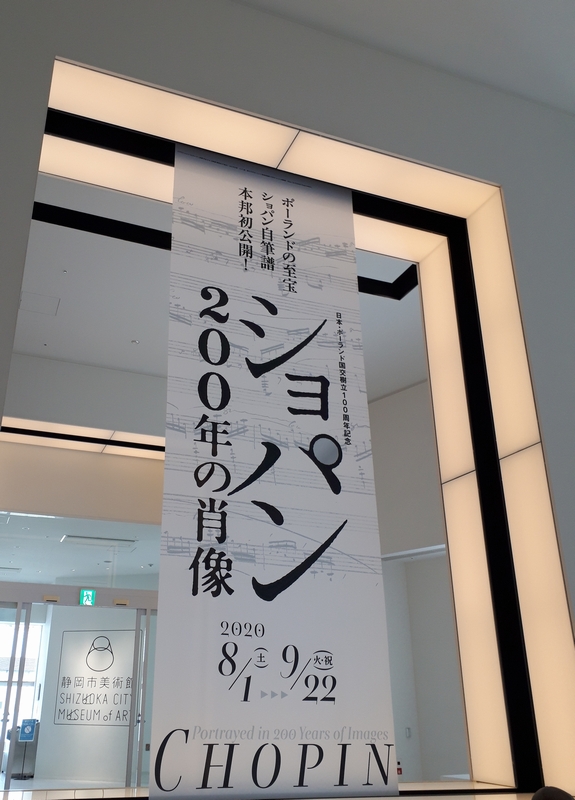 日本・ポーランド国交樹立100周年記念
ポーランドの至宝
ショパン自筆譜
本邦初公開!
ショパン
200年の肖像
2020
8/1(土)▶▶▶9/22(火・祝)
Portrayed in 200 Years of Images
CHOPIN
静岡市美術館
SHIZUOKA CITY
MUSEUM of ART